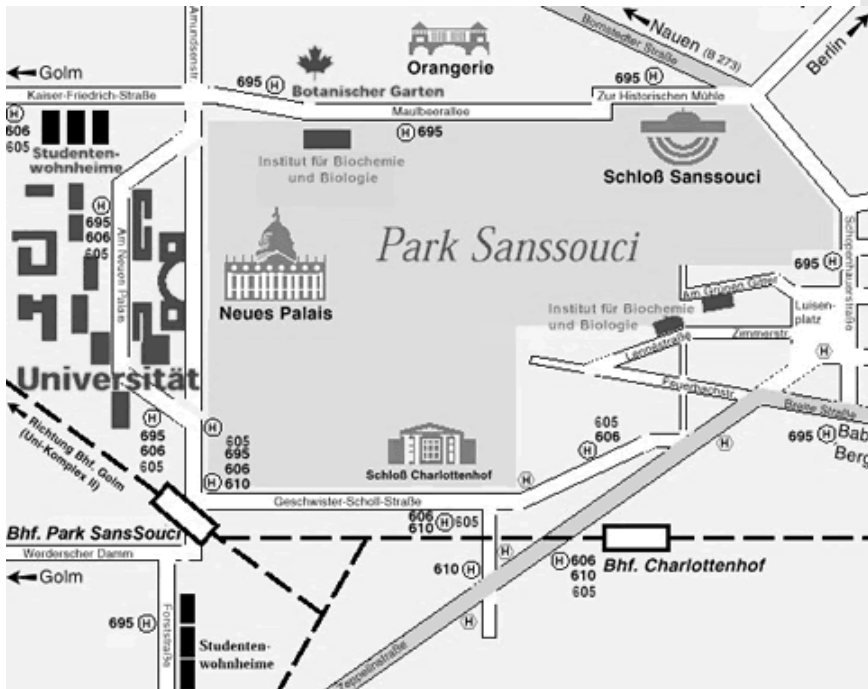 Amundsenstr
Bornstedter Straße
Nauen (B 273)
Berlin
Golm
Orangerie
695 H
Botanischer Garten
695 H
Kaiser-Friedrich-Straße
Maulbeerallee
Zur Historischen Mühle
H
606
605
H 695
Studenten-
wohnheime
Institut für Biochemie
und Biologie
Schloß Sanssouci
H
695
606
605
Am Neuen Palais
Park Sanssouci
Schopenhauerstraße
695 H
Neues Palais
Am Grünen Gitter
Institut für Biochemie
und Biologie
Luisen-
platz
Lennéstraße
Zimmerstr.
H
Universität
Feuerbachstr
Breite Straße
Richtung Bhf. Golm
(Uni-Komplex II)
H
695
606
605
H
605
695
606
H 610
605 H
606
H
695 H
Bab
Berg
Schloß Charlottenhof
H
Geschwister-Scholl-Straße
606 H 605
610
Bhf. Park SansSouci
H
Werderscher Damm
Golm
610 H
H 606
610
605
Bhf. Charlottenhof
695 H
Forststraße
H
Studenten-
wohnheime
Zeppelinstraße